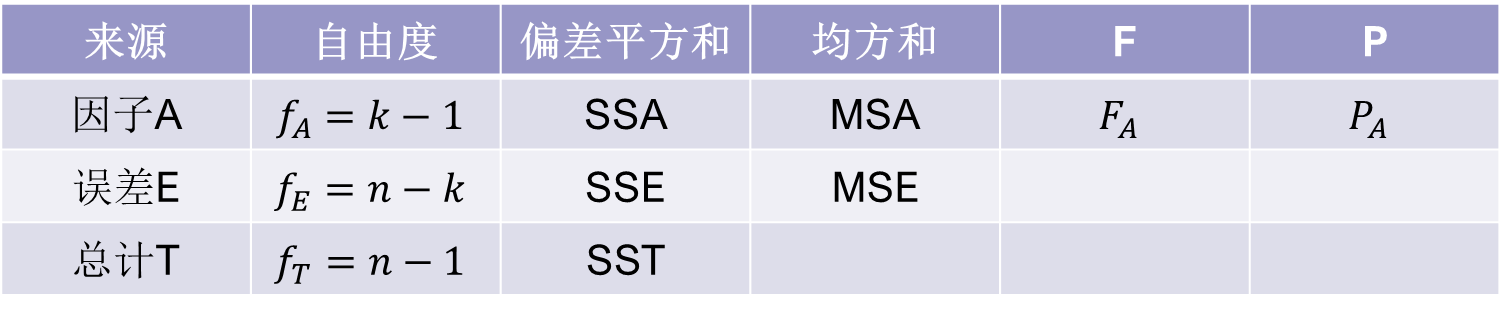 来源 自由度 偏差平方和 均方和 F P
因子A f_A = k − 1 SSA MSA F_A P_A
误差E f_E = n − k SSE MSE
总计T f_T = n − 1 SST